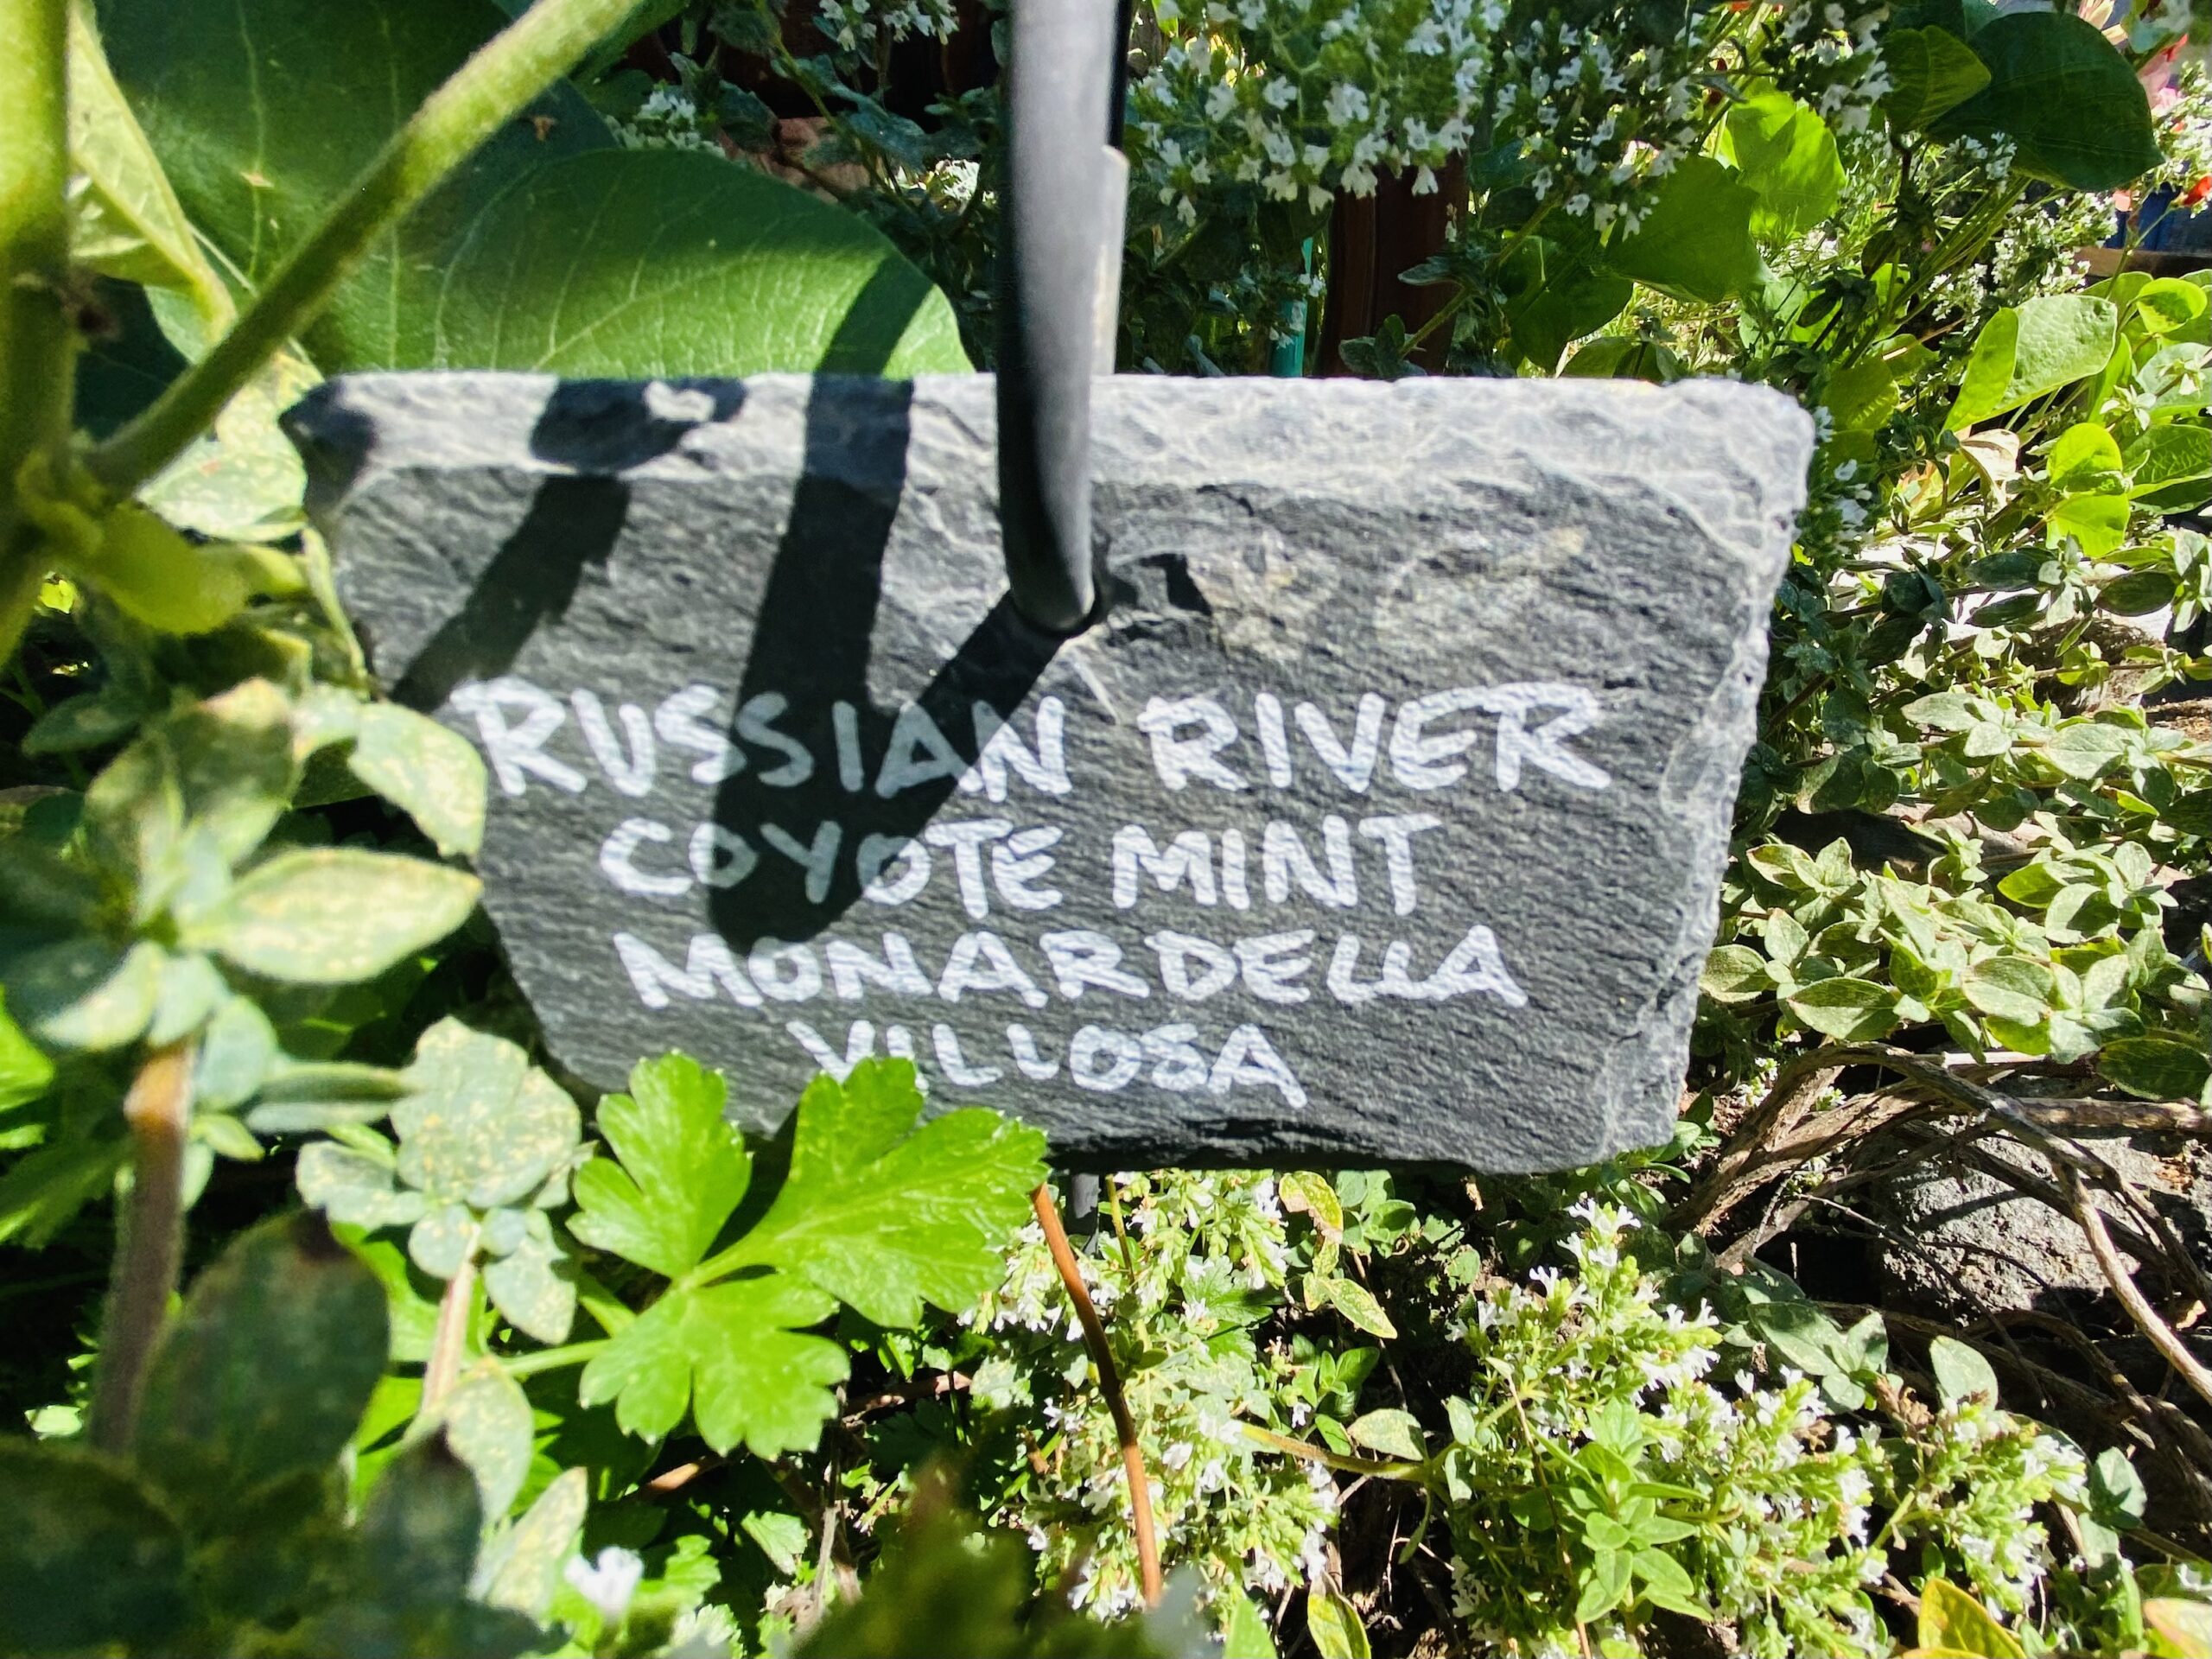 RUSSIAN RIVER
COYOTE MINT
MONARDELLA
VILLOSA